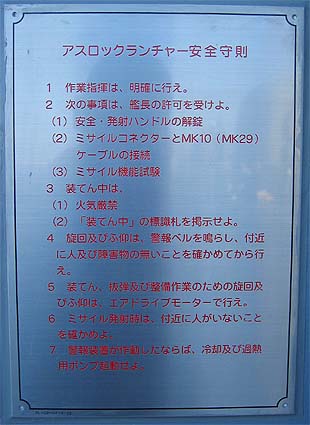 アスロックランチャー安全守則
1 作業指揮は、明確に行え。
2 次の事項は、艦長の許可を受けよ。
(1) 安全・発射ハンドルの解錠
(2) ミサイルコネクターとMK10(MK29)
ケーブルの接続
(3) ミサイル機能試験
3 装てん中は、
(1) 火気厳禁
(2) 「装てん中」の標識札を掲示せよ。
4 旋回及びふ仰は、警報ベルを鳴らし、付近
に人及び障害物の無いことを確かめてから行
え。
5 装てん、抜弾及び整備作業のための旋回及
びふ仰は、エアドライブモーターで行え。
6 ミサイル発射時は、付近に人がいないこと
を確かめよ。
7 警報装置が作動したならば、冷却及び過熱
用ポンプ起動せよ。